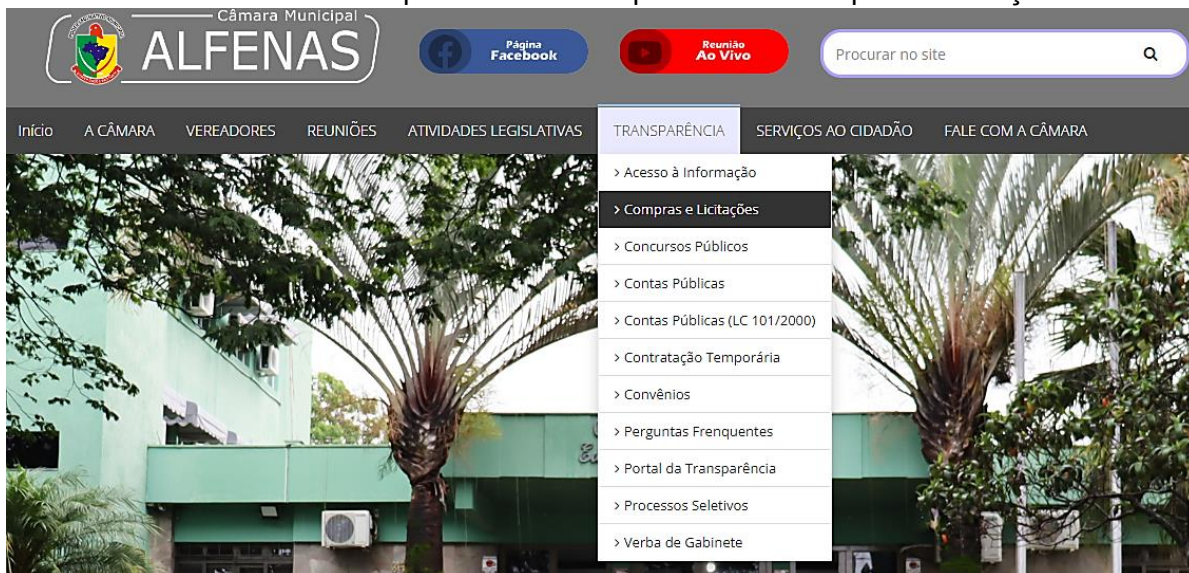 Câmara Municipal
ALFENAS
Página
Facebook
Reunião
Ao Vivo
Procurar no site
Início A CÂMARA VEREADORES REUNIÕES ATIVIDADES LEGISLATIVAS TRANSPARÊNCIA SERVIÇOS AO CIDADÃO FALE COM A CÂMARA
> Acesso à Informação
> Compras e Licitações
> Concursos Públicos
> Contas Públicas
> Contas Públicas (LC 101/2000)
> Contratação Temporária
> Convênios
> Perguntas Frenquentes
> Portal da Transparência
> Processos Seletivos
> Verba de Gabinete